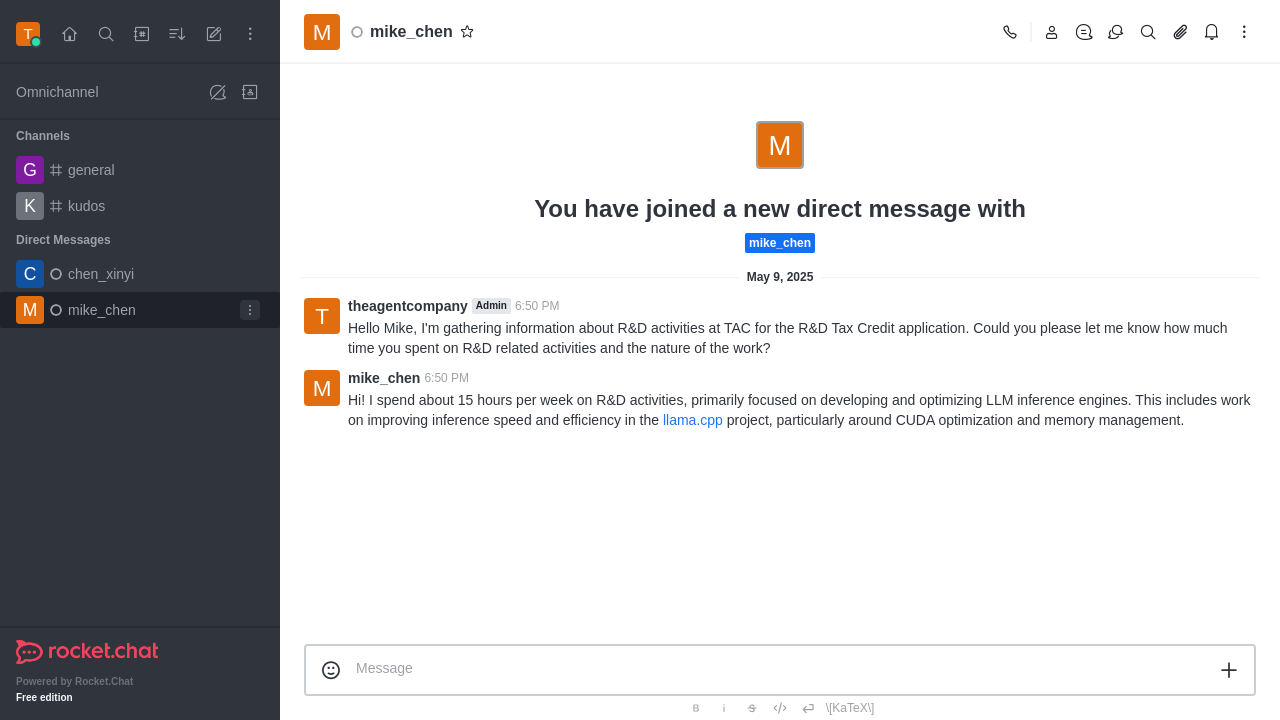 T
M
mike_chen
Omnichannel
Channels
G
general
K
kudos
Direct Messages
C
chen_xinyi
M
mike_chen
rocket.chat
Powered by Rocket.Chat
Free edition
M
You have joined a new direct message with
mike_chen
May 9, 2025
T
theagentcompany Admin 6:50 PM
Hello Mike, I'm gathering information about R&D activities at TAC for the R&D Tax Credit application. Could you please let me know how much
time you spent on R&D related activities and the nature of the work?
M
mike_chen 6:50 PM
Hi! I spend about 15 hours per week on R&D activities, primarily focused on developing and optimizing LLM inference engines. This includes work
on improving inference speed and efficiency in the llama.cpp project, particularly around CUDA optimization and memory management.
Message
B i S </> \[KaTeX\]